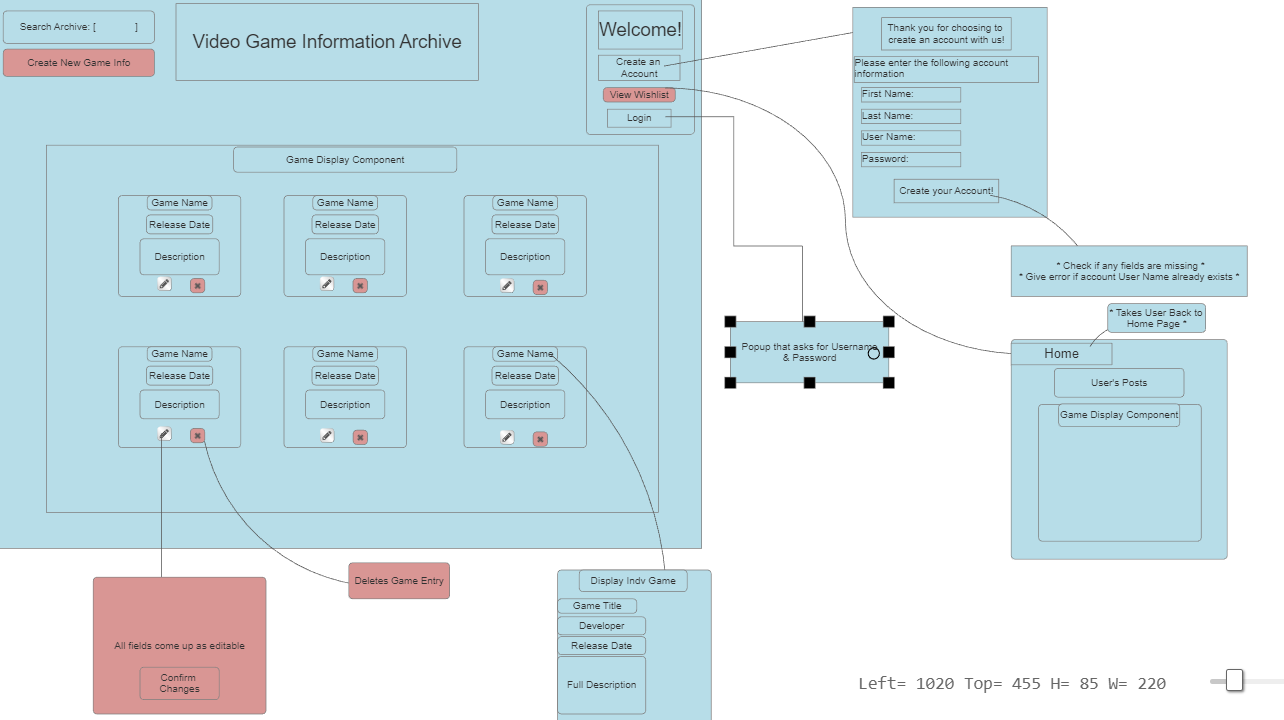 Search Archive: [ ]
Create New Game Info
Video Game Information Archive
Welcome!
Create an
Account
View Wishlist
Login
Thank you for choosing to
create an account with us!
Please enter the following account
information
First Name:
Last Name:
User Name:
Password:
Create your Account!
* Check if any fields are missing *
* Give error if account User Name already exists *
* Takes User Back to
Home Page *
Home
User's Posts
Game Display Component
Popup that asks for Username
& Password
Game Display Component
Game Name
Release Date
Description
Game Name
Release Date
Description
Game Name
Release Date
Description
Game Name
Release Date
Description
Game Name
Release Date
Description
Game Name
Release Date
Description
All fields come up as editable
Confirm
Changes
Deletes Game Entry
Display Indv Game
Game Title
Developer
Release Date
Full Description
Left= 1020 Top= 455 H= 85 W= 220